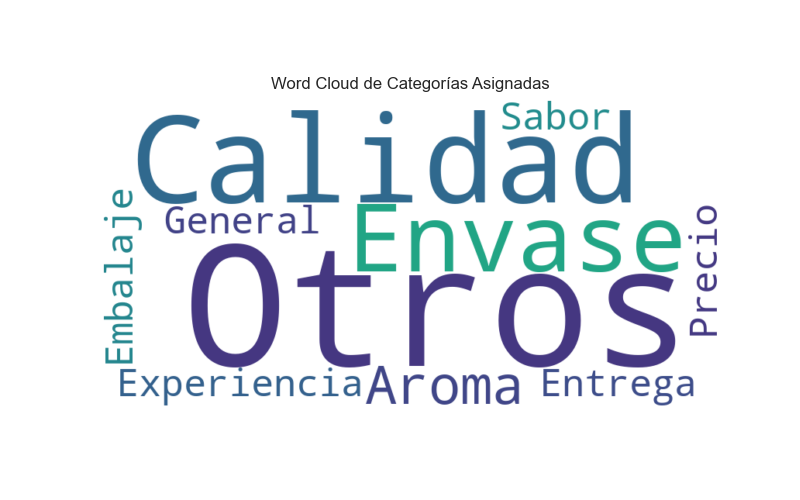 Word Cloud de Categorías Asignadas
Calidad
Sabor
Embalaje
General
Envase
Precio
Otros
Experiencia
Aroma
Entrega